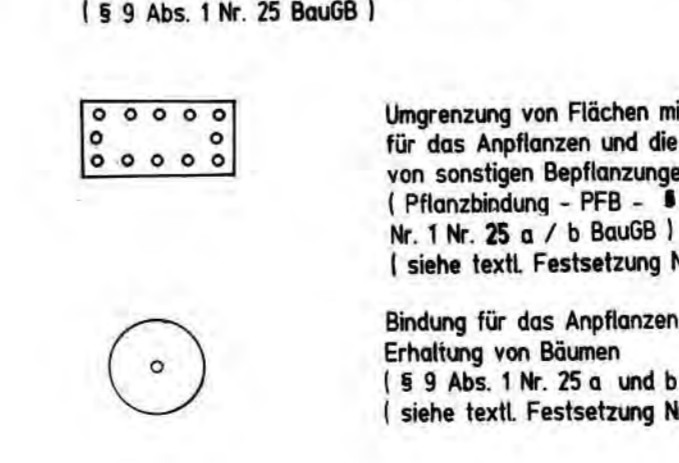 ( § 9 Abs. 1 Nr. 25 BauGB )
Umgrenzung von Flächen mi
für das Anpflanzen und die
von sonstigen Bepflanzunge
( Pflanzbindung - PFB -
Nr. 1 Nr. 25 a / b BauGB )
( siehe textl. Festsetzung N
Bindung für das Anpflanzen
Erhaltung von Bäumen
( § 9 Abs. 1 Nr. 25 a und b
( siehe textl. Festsetzung N